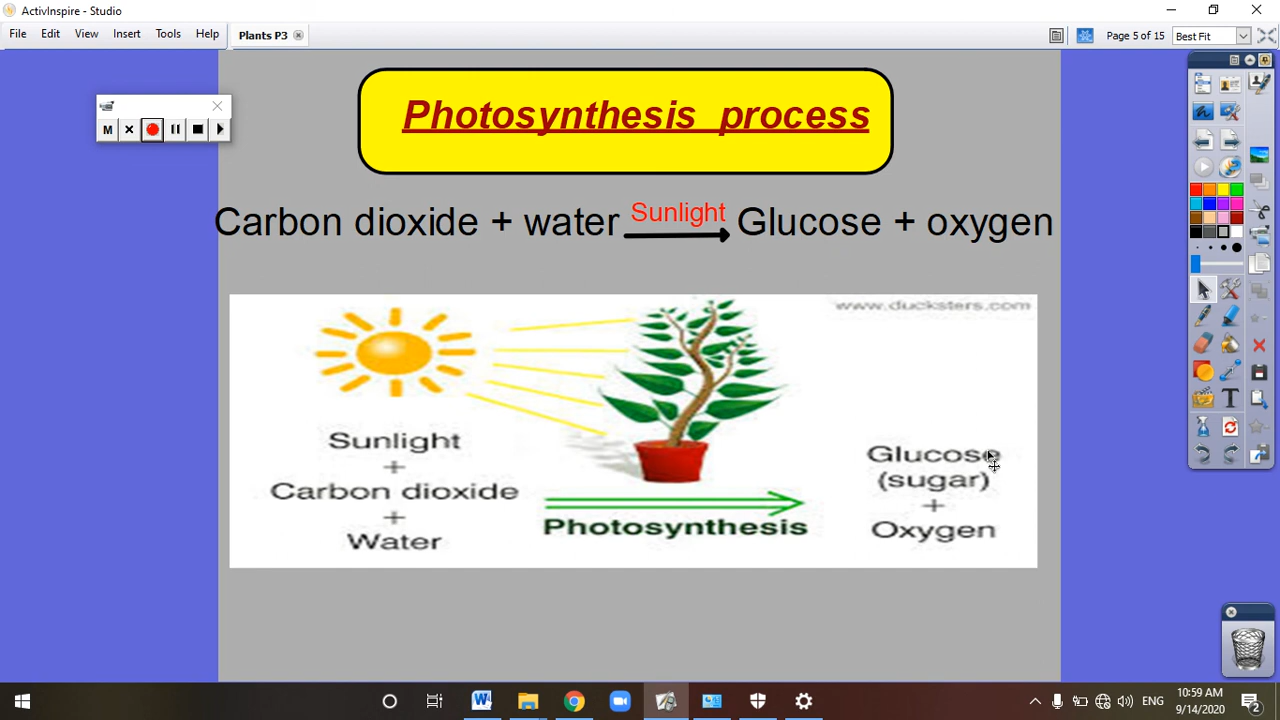 ActivInspire - Studio
File Edit View Insert Tools Help Plants P3 Page 5 of 15 Best Fit
M
Photosynthesis process
Sunlight
Carbon dioxide + water Glucose + oxygen
www.ducksters.com
Sunlight
+
Carbon dioxide
+
Water
Photosynthesis
Glucose
(sugar)
+
Oxygen
ENG
10:59 AM
9/14/2020
2